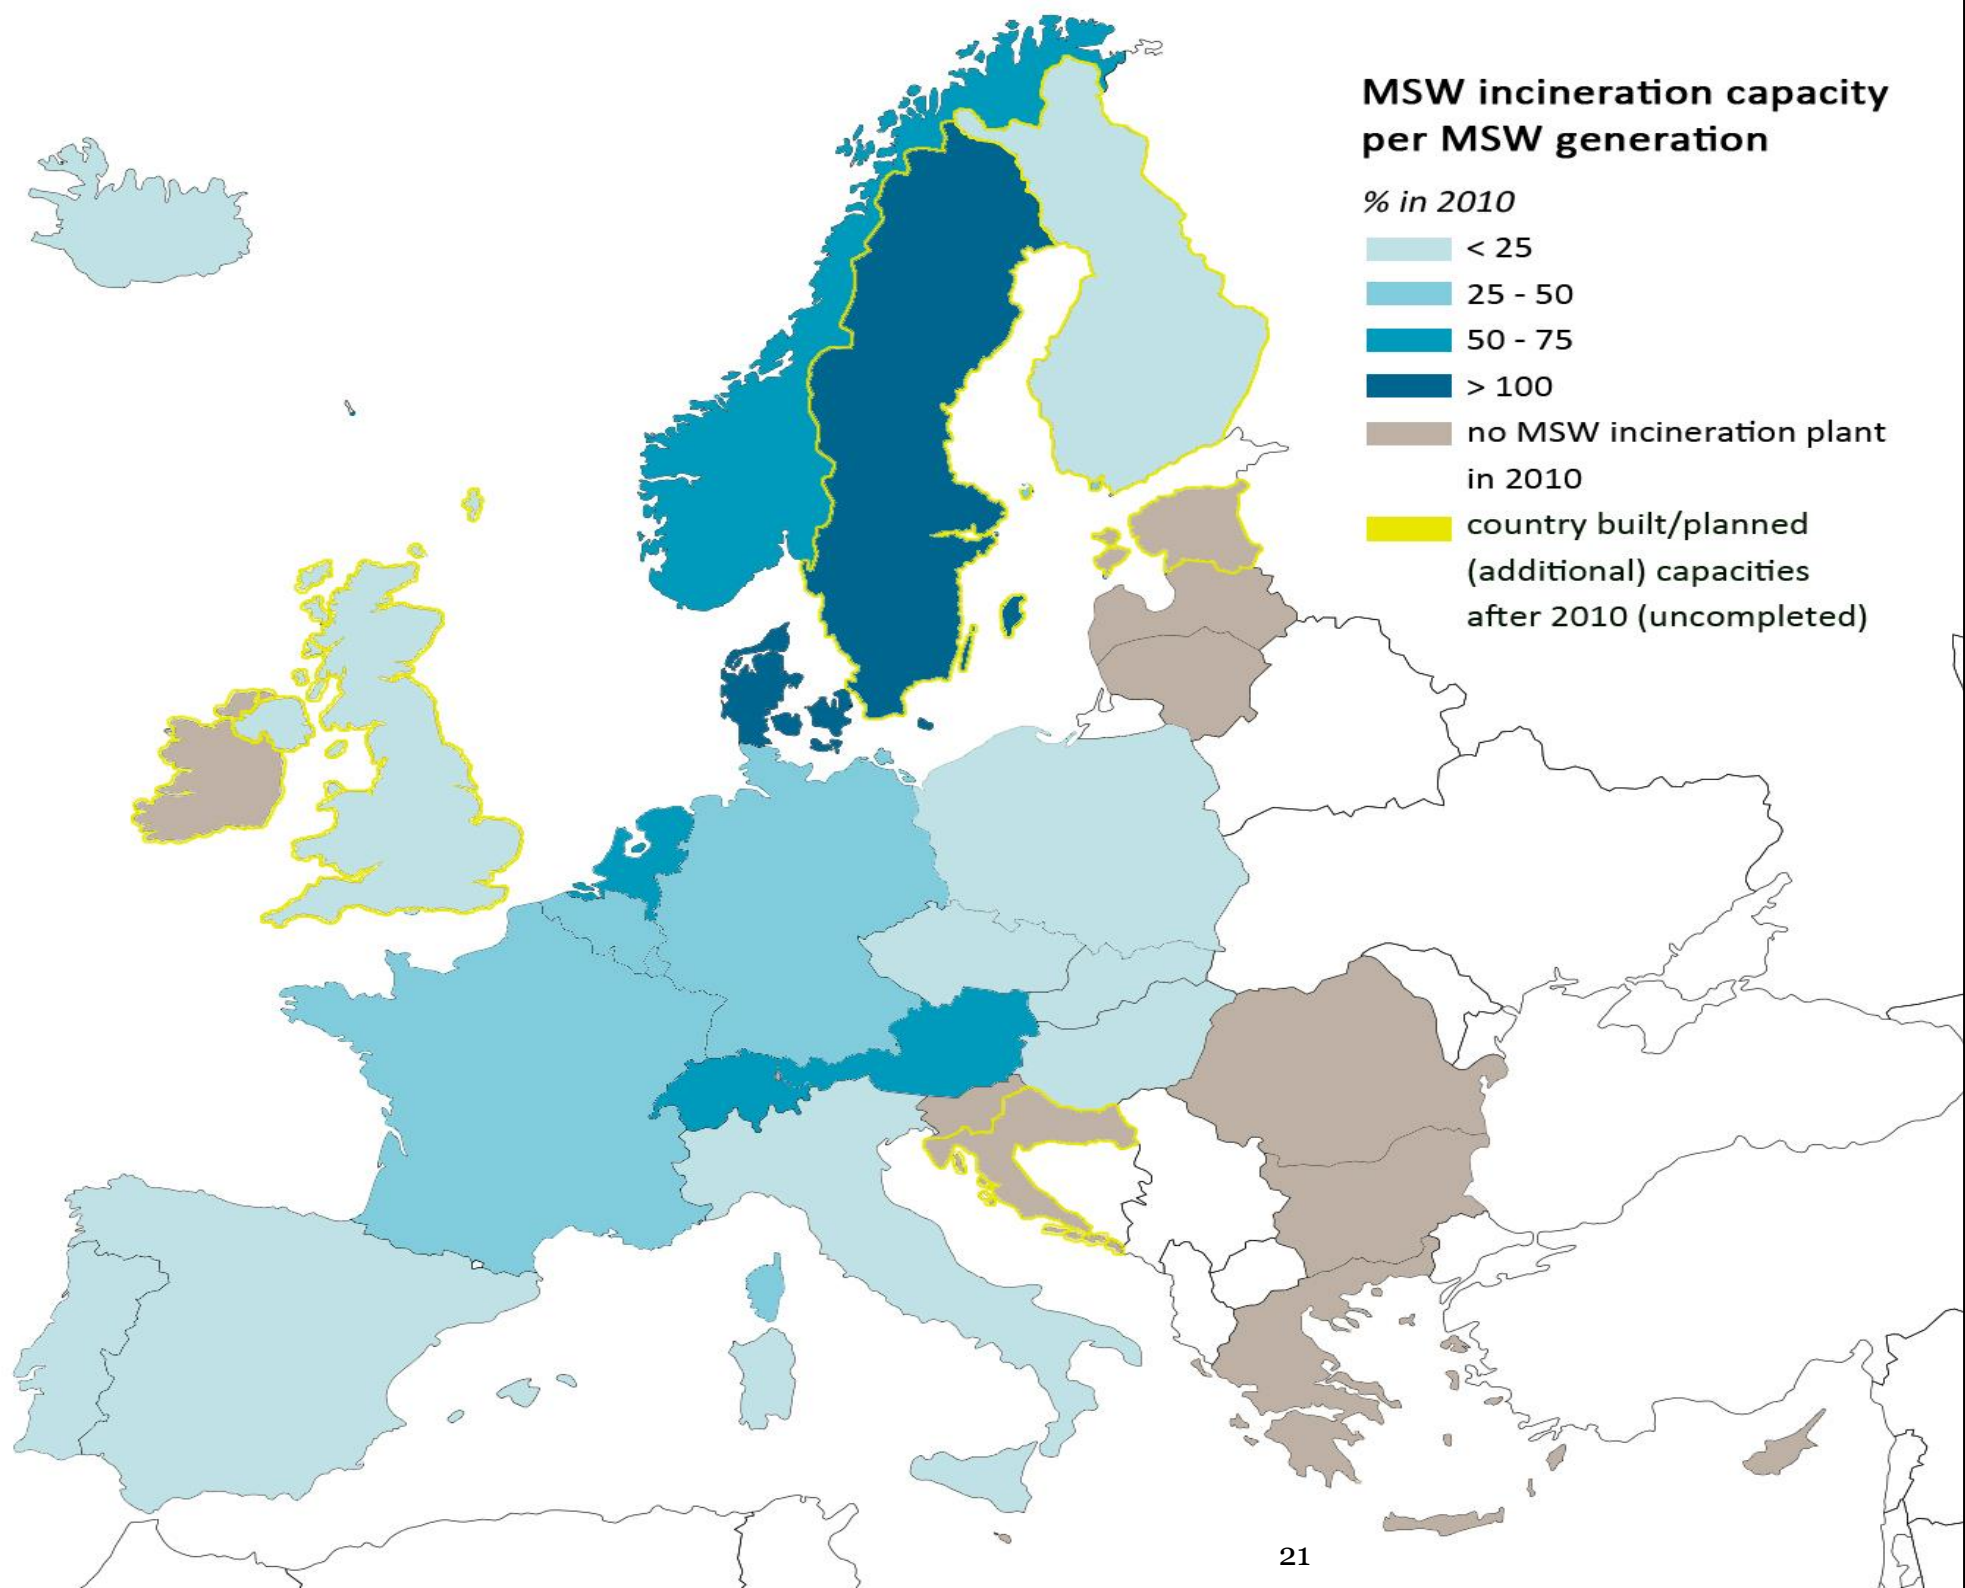 MSW incineration capacity
per MSW generation
% in 2010
< 25
25 - 50
50 - 75
> 100
no MSW incineration plant
in 2010
country built/planned
(additional) capacities
after 2010 (uncompleted)
21